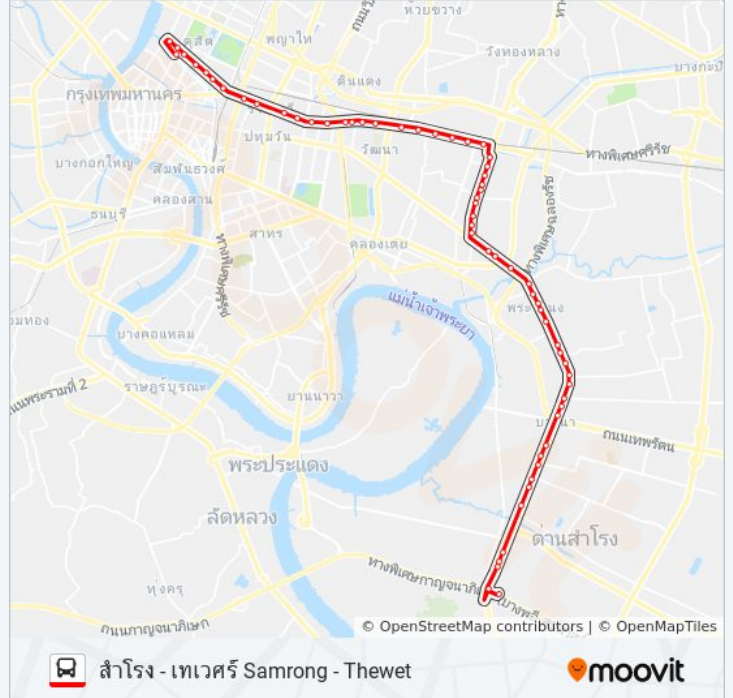 ห้วยขวาง
ดุสิต
พญาไท
วังทองหลาง
ดินแดง
บางกะปิ
กรุงเทพมหานคร
ปทุมวัน
วัฒนา
ทางพิเศษศรีรัช
บางกอกใหญ่
สัมพันธวงศ์
คลองสาน
ธนบุรี
สาทร
คลองเตย
ทางพิเศษฉลองรัช
แม่น้ำเจ้าพระยา
บางคอแหลม
ราษฎร์บูรณะ
ยานนาวา
ถนนเทพรัตน
พระประแดง
ลัดหลวง
ด่านสำโรง
ทุ่งครุ
ถนนกาญจนาภิเษก
© OpenStreetMap contributors | © OpenMapTiles
สำโรง - เทเวศร์ Samrong - Thewet
moovit